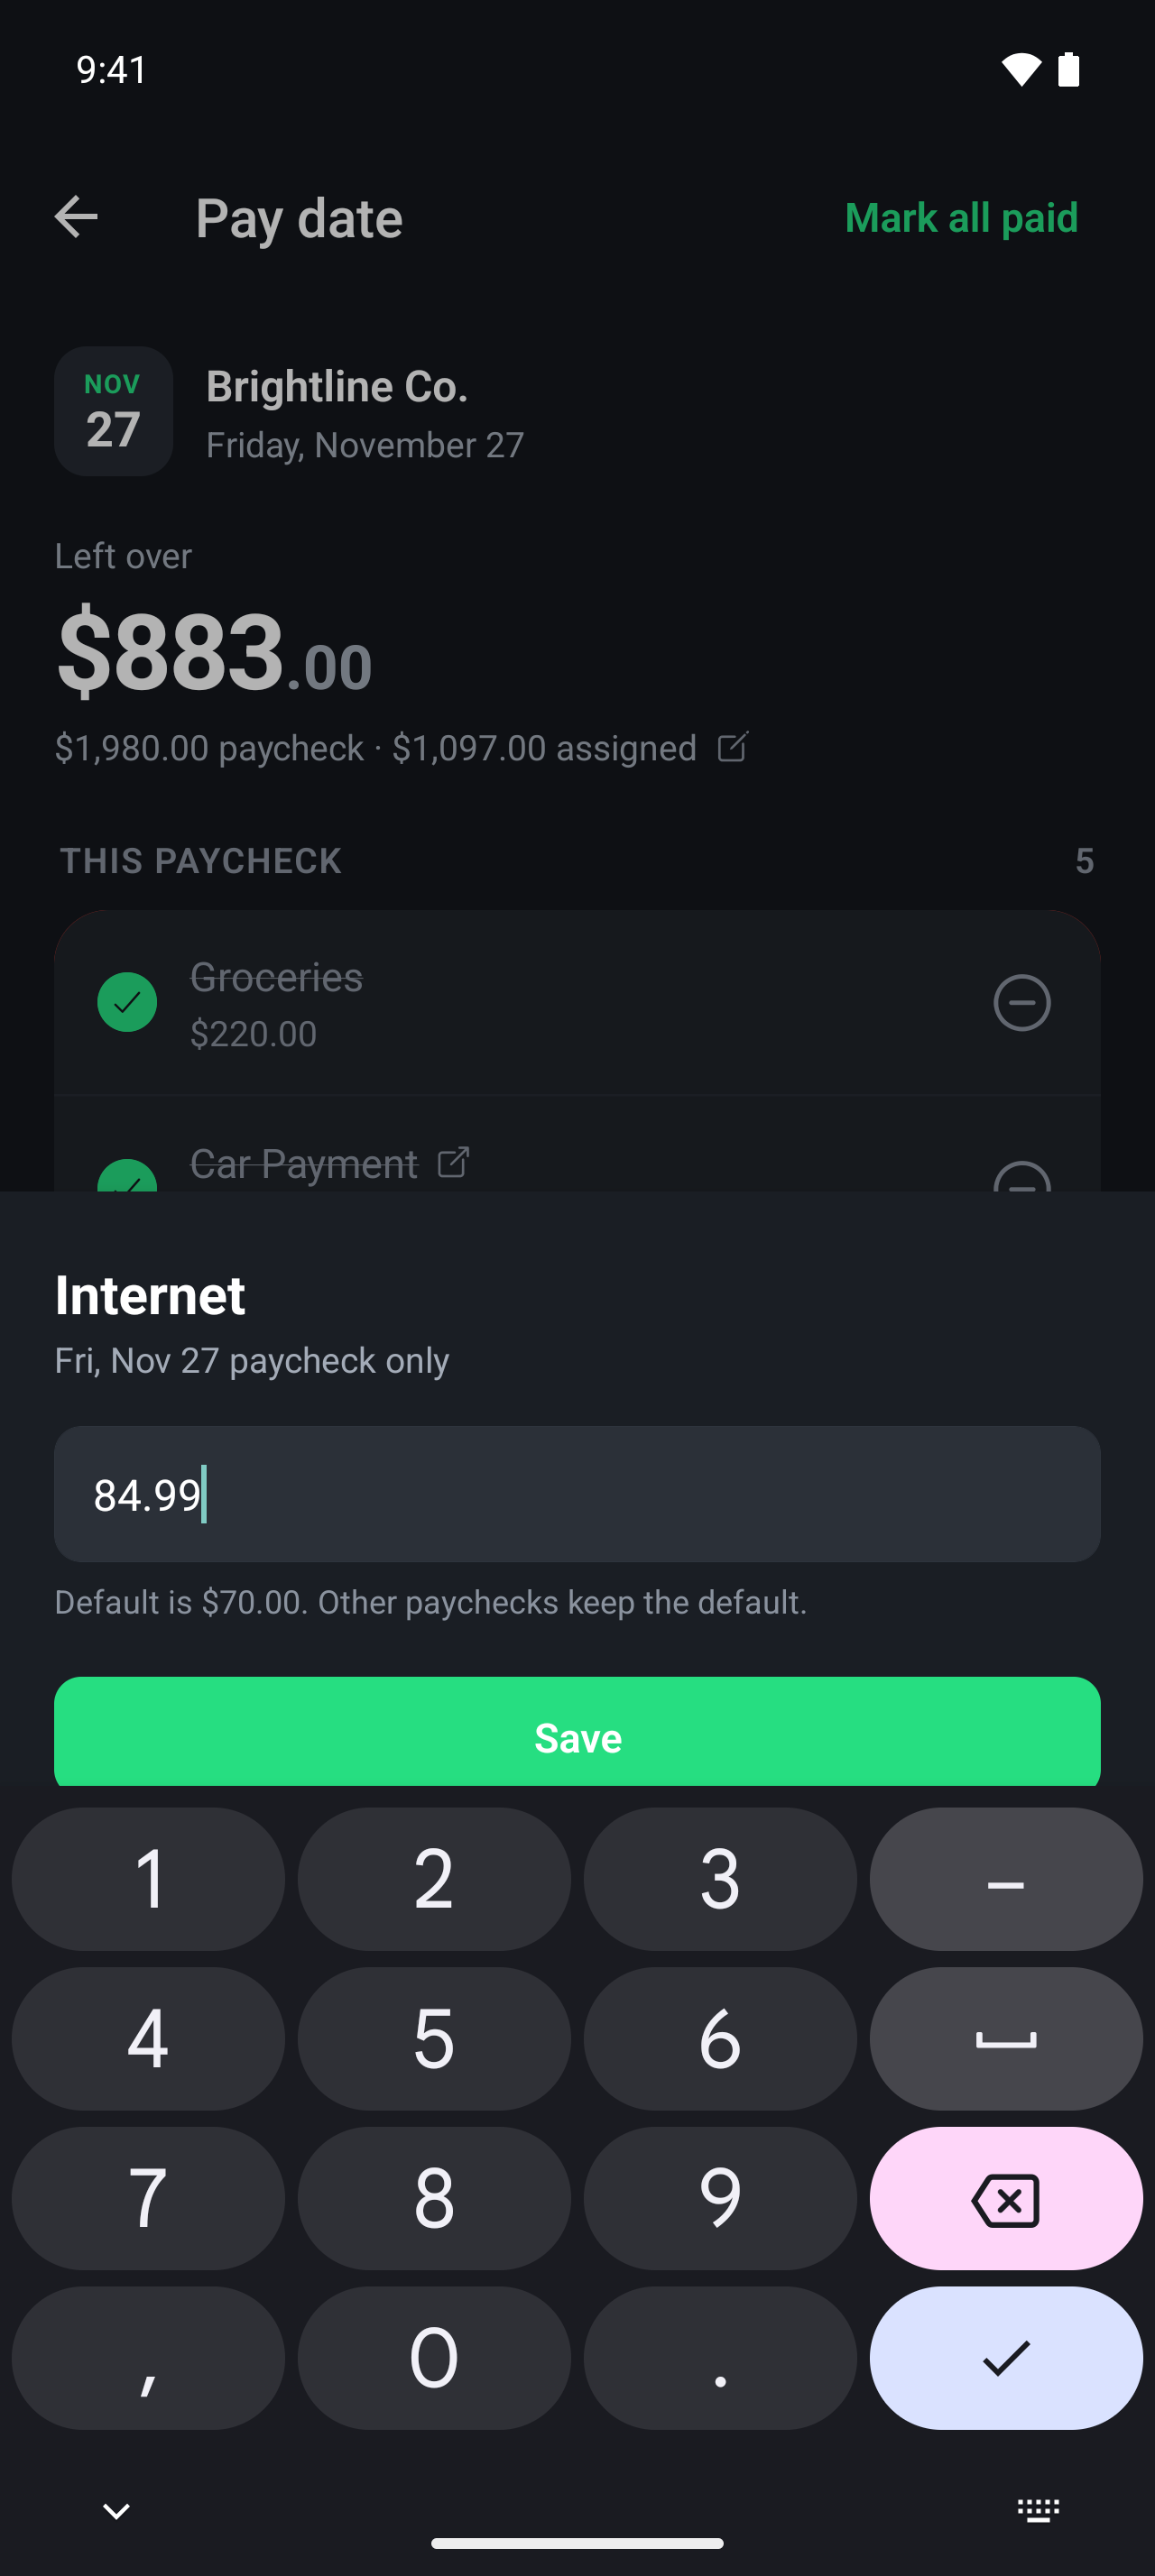 9:41
Pay date
Mark all paid
NOV
27
Brightline Co.
Friday, November 27
Left over
$883.00
$1,980.00 paycheck · $1,097.00 assigned
THIS PAYCHECK
5
Groceries
$220.00
Car Payment
Internet
Fri, Nov 27 paycheck only
84.99
Default is $70.00. Other paychecks keep the default.
Save
1 2 3 –
4 5 6
7 8 9
, 0 .